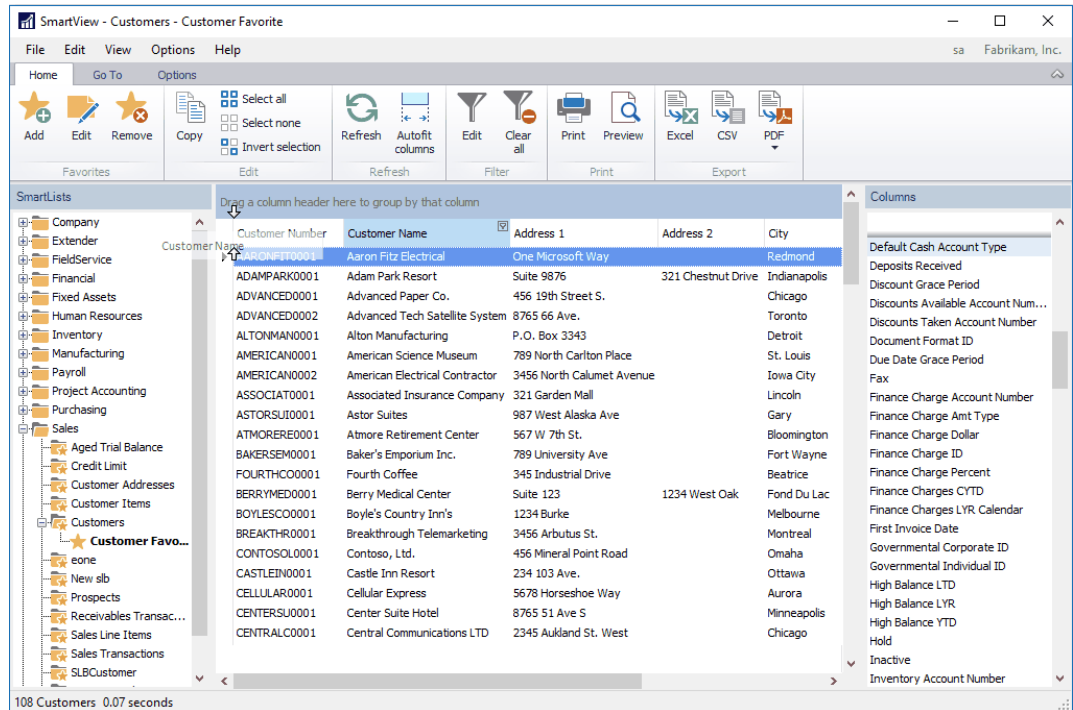 SmartView - Customers - Customer Favorite
File Edit View Options Help sa Fabrikam, Inc.
Home Go To Options
Add Edit Remove Copy Select all Select none Invert selection Refresh Autofit columns Edit Clear all Print Preview Excel CSV PDF
Favorites Edit Refresh Filter Print Export
SmartLists
Company
Extender
FieldService
Financial
Fixed Assets
Human Resources
Inventory
Manufacturing
Payroll
Project Accounting
Purchasing
Sales
Aged Trial Balance
Credit Limit
Customer Addresses
Customer Items
Customers
Customer Favo...
eone
New slb
Prospects
Receivables Transac...
Sales Line Items
Sales Transactions
SLBCustomer
Drag a column header here to group by that column
Customer Name
Customer Number Customer Name Address 1 Address 2 City
AARONFIT0001 Aaron Fitz Electrical One Microsoft Way Redmond
ADAMPARK0001 Adam Park Resort Suite 9876 321 Chestnut Drive Indianapolis
ADVANCED0001 Advanced Paper Co. 456 19th Street S. Chicago
ADVANCED0002 Advanced Tech Satellite System 8765 66 Ave. Toronto
ALTONMAN0001 Alton Manufacturing P.O. Box 3343 Detroit
AMERICAN0001 American Science Museum 789 North Carlton Place St. Louis
AMERICAN0002 American Electrical Contractor 3456 North Calumet Avenue Iowa City
ASSOCIAT0001 Associated Insurance Company 321 Garden Mall Lincoln
ASTORSUI0001 Astor Suites 987 West Alaska Ave Gary
ATMORERE0001 Atmore Retirement Center 567 W 7th St. Bloomington
BAKERSEM0001 Baker's Emporium Inc. 789 University Ave Fort Wayne
FOURTHCO0001 Fourth Coffee 345 Industrial Drive Beatrice
BERRYMED0001 Berry Medical Center Suite 123 1234 West Oak Fond Du Lac
BOYLESCO0001 Boyle's Country Inn's 1234 Burke Melbourne
BREAKTHR0001 Breakthrough Telemarketing 3456 Arbutus St. Montreal
CONTOSOL0001 Contoso, Ltd. 456 Mineral Point Road Omaha
CASTLEIN0001 Castle Inn Resort 234 103 Ave. Ottawa
CELLULAR0001 Cellular Express 5678 Horseshoe Way Aurora
CENTERSU0001 Center Suite Hotel 8765 51 Ave S Minneapolis
CENTRALC0001 Central Communications LTD 2345 Aukland St. West Chicago
Columns
Default Cash Account Type
Deposits Received
Discount Grace Period
Discounts Available Account Num...
Discounts Taken Account Number
Document Format ID
Due Date Grace Period
Fax
Finance Charge Account Number
Finance Charge Amt Type
Finance Charge Dollar
Finance Charge ID
Finance Charge Percent
Finance Charges CYTD
Finance Charges LYR Calendar
First Invoice Date
Governmental Corporate ID
Governmental Individual ID
High Balance LTD
High Balance LYR
High Balance YTD
Hold
Inactive
Inventory Account Number
108 Customers 0.07 seconds